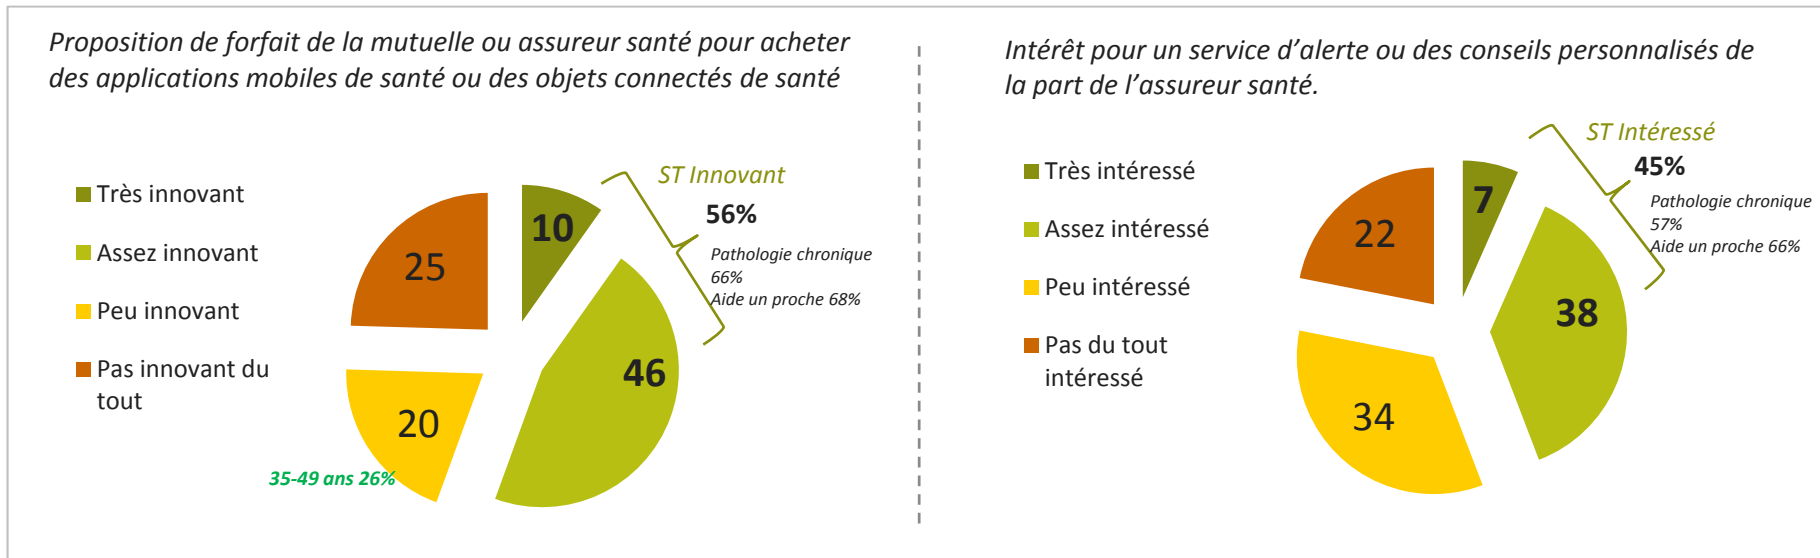 Proposition de forfait de la mutuelle ou assureur santé pour acheter
des applications mobiles de santé ou des objets connectés de santé
Très innovant
Assez innovant
Peu innovant
Pas innovant du
tout
10
46
20
25
35-49 ans 26%
ST Innovant
56%
Pathologie chronique
66%
Aide un proche 68%
Intérêt pour un service d'alerte ou des conseils personnalisés de
la part de l'assureur santé.
Très intéressé
Assez intéressé
Peu intéressé
Pas du tout
intéressé
7
38
34
22
ST Intéressé
45%
Pathologie chronique
57%
Aide un proche 66%